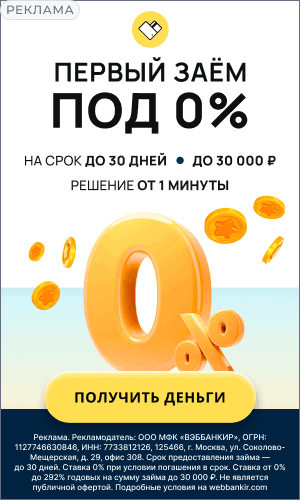 РЕКЛАМА
ПЕРВЫЙ ЗАЁМ
ПОД 0%
НА СРОК ДО 30 ДНЕЙ • ДО 30 000 ₽
РЕШЕНИЕ ОТ 1 МИНУТЫ
0%
ПОЛУЧИТЬ ДЕНЬГИ
Реклама. Рекламодатель: ООО МФК «ВЭББАНКИР», ОГРН:
1127746630846, ИНН: 7733812126, 125466, г. Москва, ул. Соколово-
Мещерская, д. 29, офис 308. Срок предоставления займа —
до 30 дней. Ставка 0% при условии погашения в срок. Ставка от 0%
до 292% годовых на сумму займа до 30 000 ₽. Не является
публичной офертой. Подробные условия на webbankir.com